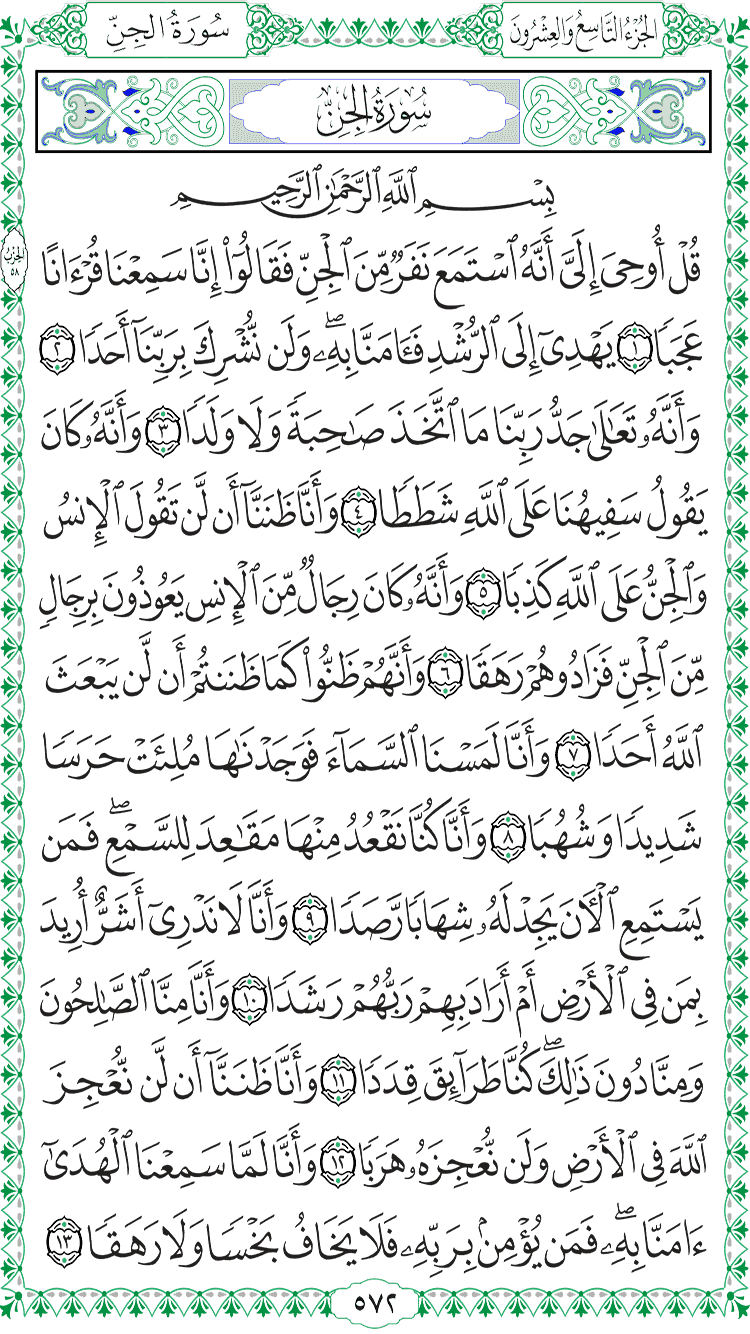 الجُزْءُ التَّاسِعُ وَالعِشْرُونَ
سُورَةُ الجِنِّ
سُورَةُ الجِنِّ
بِسْمِ ٱللَّهِ ٱلرَّحْمَٰنِ ٱلرَّحِيمِ
قُلْ أُوحِيَ إِلَيَّ أَنَّهُ ٱسْتَمَعَ نَفَرٌ مِّنَ ٱلْجِنِّ فَقَالُوٓاْ إِنَّا سَمِعْنَا قُرْءَانًا
الحزب ٥٨
عَجَبًا ١ يَهْدِيٓ إِلَى ٱلرُّشْدِ فَـَٔامَنَّا بِهِۦۖ وَلَن نُّشْرِكَ بِرَبِّنَآ أَحَدًا ٢
وَأَنَّهُۥ تَعَٰلَىٰ جَدُّ رَبِّنَا مَا ٱتَّخَذَ صَٰحِبَةً وَلَا وَلَدًا ٣ وَأَنَّهُۥ كَانَ
يَقُولُ سَفِيهُنَا عَلَى ٱللَّهِ شَطَطًا ٤ وَأَنَّا ظَنَنَّآ أَن لَّن تَقُولَ ٱلْإِنسُ
وَٱلْجِنُّ عَلَى ٱللَّهِ كَذِبًا ٥ وَأَنَّهُۥ كَانَ رِجَالٌ مِّنَ ٱلْإِنسِ يَعُوذُونَ بِرِجَالٍ
مِّنَ ٱلْجِنِّ فَزَادُوهُمْ رَهَقًا ٦ وَأَنَّهُمْ ظَنُّواْ كَمَا ظَنَنتُمْ أَن لَّن يَبْعَثَ
ٱللَّهُ أَحَدًا ٧ وَأَنَّا لَمَسْنَا ٱلسَّمَآءَ فَوَجَدْنَٰهَا مُلِئَتْ حَرَسًا
شَدِيدًا وَشُهُبًا ٨ وَأَنَّا كُنَّا نَقْعُدُ مِنْهَا مَقَٰعِدَ لِلسَّمْعِۖ فَمَن
يَسْتَمِعِ ٱلْـَٔانَ يَجِدْ لَهُۥ شِهَابًا رَّصَدًا ٩ وَأَنَّا لَا نَدْرِيٓ أَشَرٌّ أُرِيدَ
بِمَن فِي ٱلْأَرْضِ أَمْ أَرَادَ بِهِمْ رَبُّهُمْ رَشَدًا ١٠ وَأَنَّا مِنَّا ٱلصَّٰلِحُونَ
وَمِنَّا دُونَ ذَٰلِكَۖ كُنَّا طَرَآئِقَ قِدَدًا ١١ وَأَنَّا ظَنَنَّآ أَن لَّن نُّعْجِزَ
ٱللَّهَ فِي ٱلْأَرْضِ وَلَن نُّعْجِزَهُۥ هَرَبًا ١٢ وَأَنَّا لَمَّا سَمِعْنَا ٱلْهُدَىٰٓ
ءَامَنَّا بِهِۦۖ فَمَن يُؤْمِنۢ بِرَبِّهِۦ فَلَا يَخَافُ بَخْسًا وَلَا رَهَقًا ١٣
٥٧٢